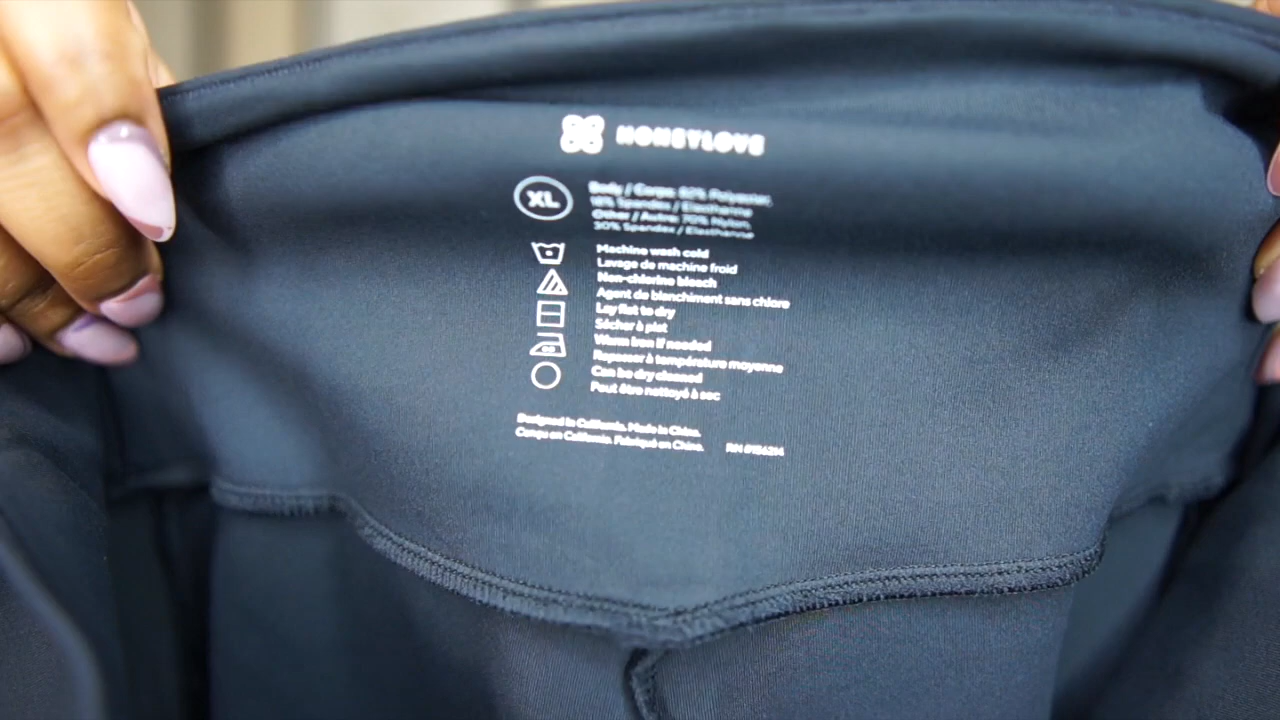 HONEYLOVE
XL
Body / Corps: 82% Polyester,
18% Spandex / Elasthanne
Other / Autre: 70% Nylon,
30% Spandex / Elasthanne
Machine wash cold
Lavage de machine froid
Non-chlorine bleach
Agent de blanchiment sans chlore
Lay flat to dry
Sécher à plat
Warm iron if needed
Repasser à température moyenne
Can be dry cleaned
Peut être nettoyé à sec
Designed in California. Made in China.
Conçu en California. Fabriqué en China.